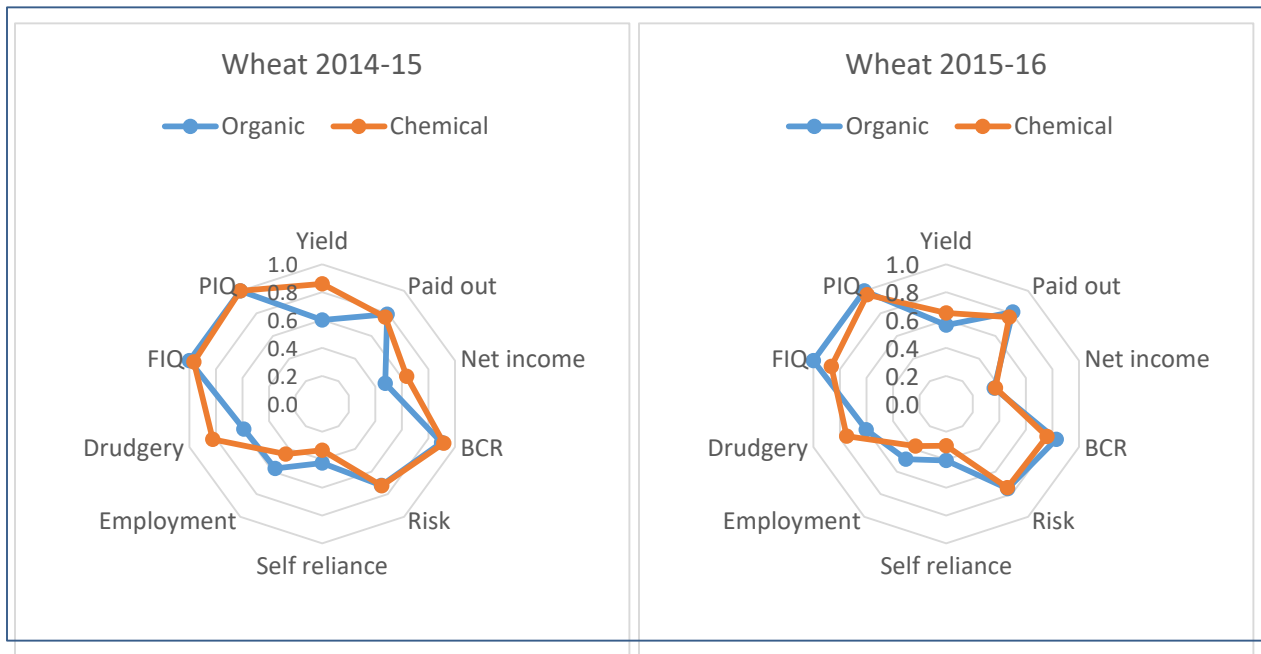 Wheat 2014-15
Organic Chemical
Yield
1.0
0.8
0.6
0.4
0.2
0.0
Paid out
Net income
BCR
Risk
Self reliance
Employment
Drudgery
FIQ
PIQ
Wheat 2015-16
Organic Chemical
Yield
1.0
0.8
0.6
0.4
0.2
0.0
Paid out
Net income
BCR
Risk
Self reliance
Employment
Drudgery
FIQ
PIQ